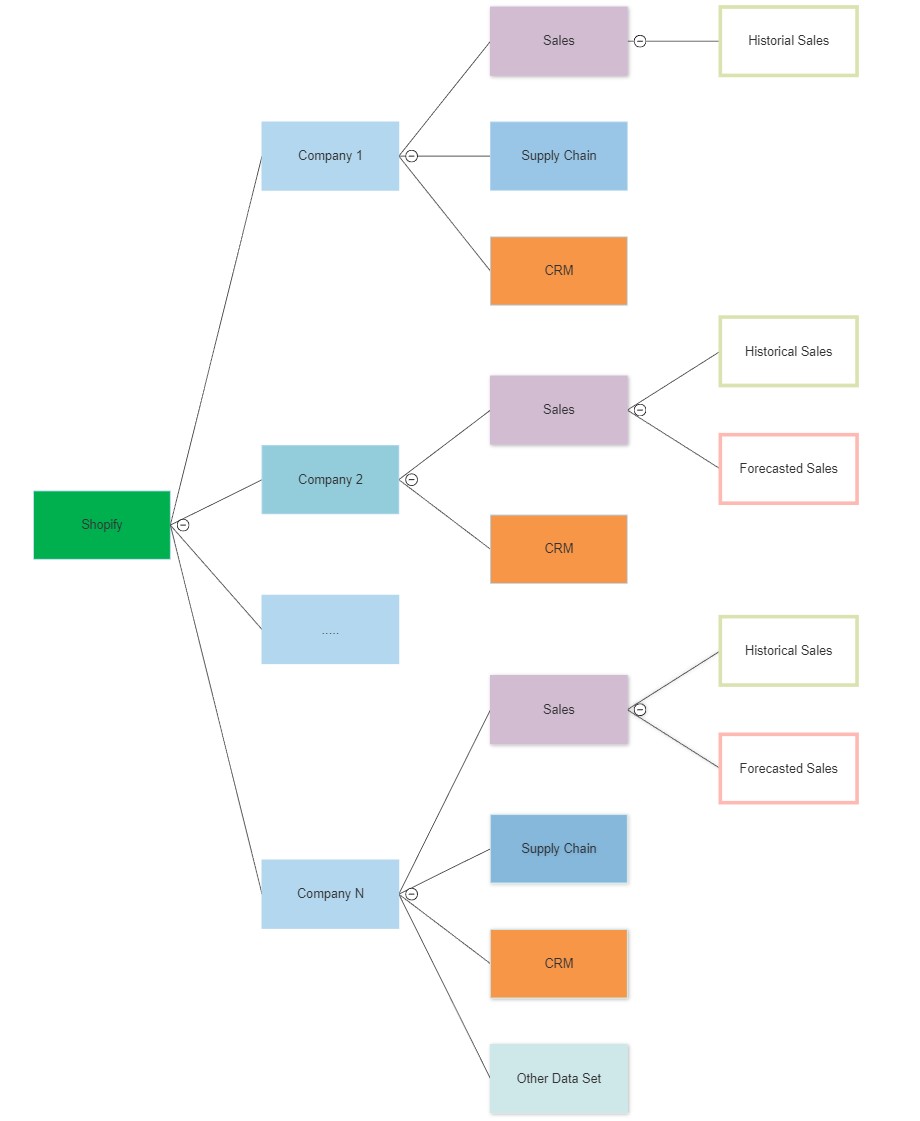 Sales
Historial Sales
Company 1
Supply Chain
CRM
Historical Sales
Sales
Forecasted Sales
Company 2
CRM
Shopify
.....
Historical Sales
Sales
Forecasted Sales
Supply Chain
Company N
CRM
Other Data Set